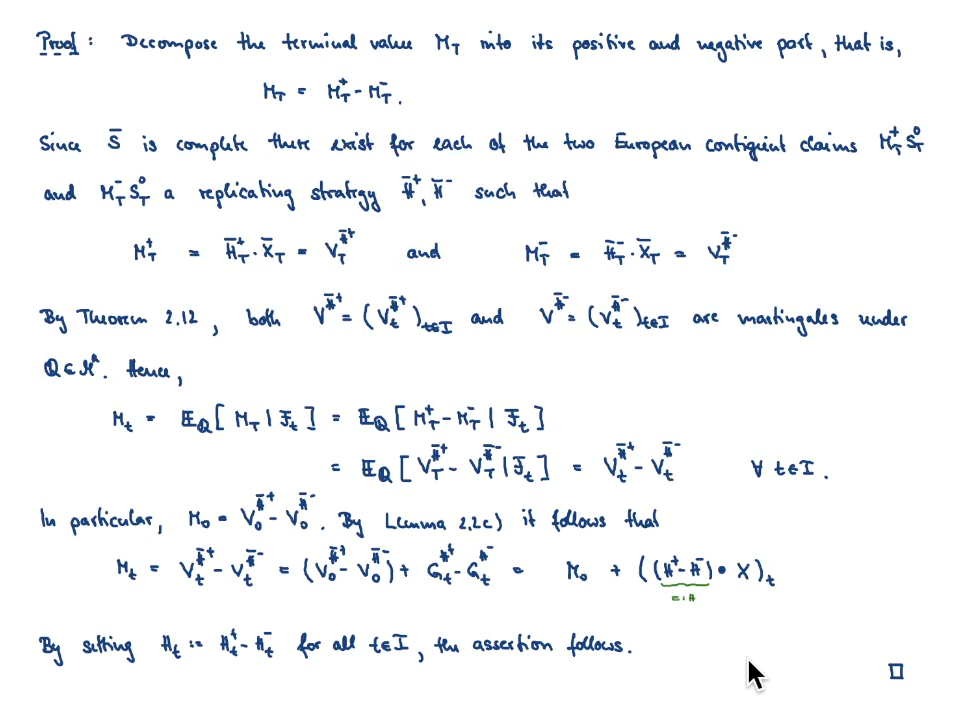 Proof : Decompose the terminal value M_T into its positive and negative part, that is,
M_T = M_T^+ - M_T^-.
Since S̄ is complete there exist for each of the two European contigient claims M_T^+ S_T^0
and M_T^- S_T^0 a replicating strategy H̄^+, H̄^- such that
M_T^+ = H̄_T^+ · X̄_T = V_T^{H̄^+} and M_T^- = H̄_T^- · X̄_T = V_T^{H̄^-}
By Theorem 2.12, both V^{H̄^+} = (V_t^{H̄^+})_{t∈I} and V^{H̄^-} = (V_t^{H̄^-})_{t∈I} are martingales under
Q ∈ M^a. Hence,
M_t = E_Q[ M_T | F_t ] = E_Q[ M_T^+ - M_T^- | F_t ]
= E_Q[ V_T^{H̄^+} - V_T^{H̄^-} | F_t ] = V_t^{H̄^+} - V_t^{H̄^-} ∀ t∈I.
In particular, M_0 = V_0^{H̄^+} - V_0^{H̄^-}. By Lemma 2.2c) it follows that
M_t = V_t^{H̄^+} - V_t^{H̄^-} = (V_0^{H̄^+} - V_0^{H̄^-}) + G_t^{H̄^+} - G_t^{H̄^-} = M_0 + ((H^+ - H^-) • X)_t
=: H
By setting H_t := H_t^+ - H_t^- for all t∈I, the assertion follows.
□